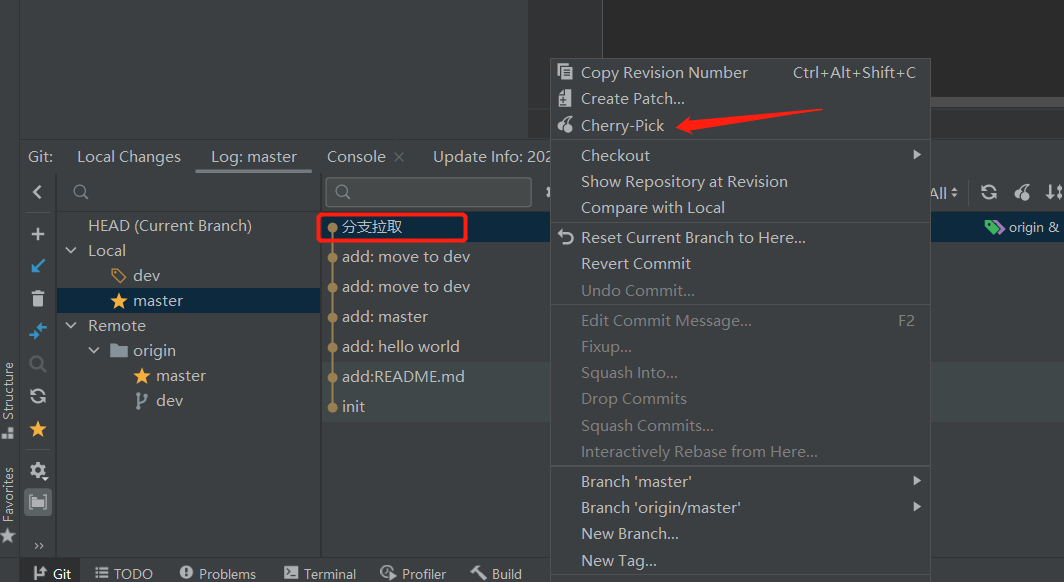 Copy Revision Number Ctrl+Alt+Shift+C
Create Patch...
Cherry-Pick
Checkout
Show Repository at Revision
Compare with Local
Reset Current Branch to Here...
Revert Commit
Undo Commit...
Edit Commit Message... F2
Fixup...
Squash Into...
Drop Commits
Squash Commits...
Interactively Rebase from Here...
Branch 'master'
Branch 'origin/master'
New Branch...
New Tag...
Git: Local Changes Log: master Console Update Info: 202
All
HEAD (Current Branch)
Local
dev
master
Remote
origin
master
dev
分支拉取
origin &
add: move to dev
add: move to dev
add: master
add: hello world
add:README.md
init
Structure
Favorites
Git TODO Problems Terminal Profiler Build